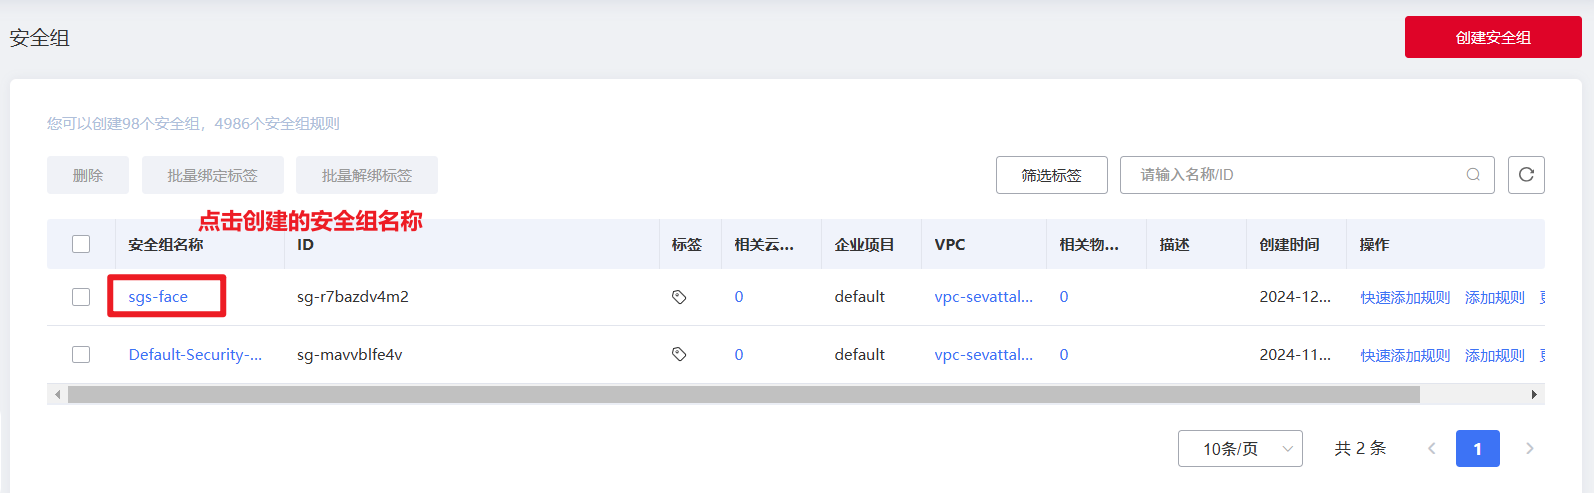 安全组
创建安全组
您可以创建98个安全组，4986个安全组规则
删除 批量绑定标签 批量解绑标签 筛选标签 请输入名称/ID
点击创建的安全组名称
安全组名称 ID 标签 相关云... 企业项目 VPC 相关物... 描述 创建时间 操作
sgs-face sg-r7bazdv4m2 0 default vpc-sevattal... 0 2024-12... 快速添加规则 添加规则
Default-Security-... sg-mavvblfe4v 0 default vpc-sevattal... 0 2024-11... 快速添加规则 添加规则
10条/页 共 2 条 1